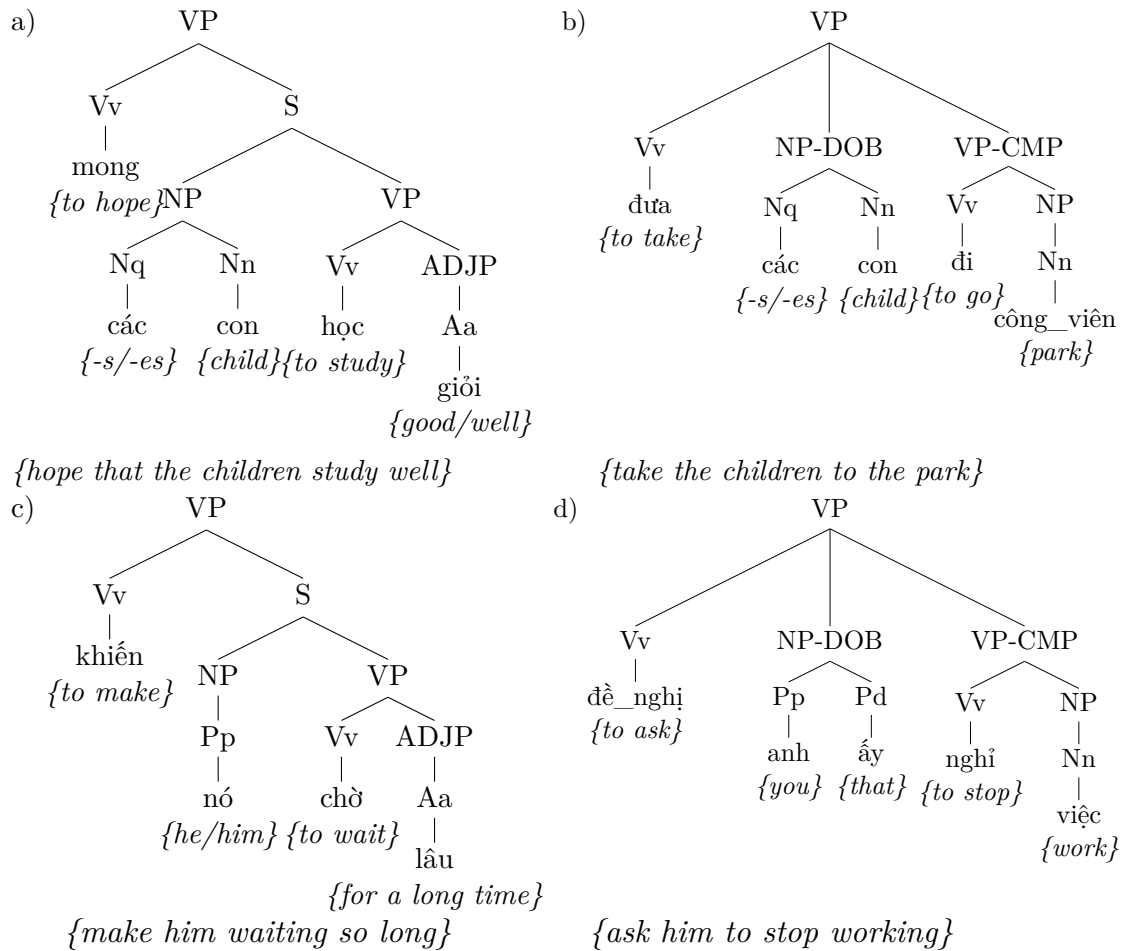 a)
VP
Vv S
mong
{to hope} NP VP
Nq Nn Vv ADJP
các con học Aa
{-s/-es} {child} {to study} giỏi
{good/well}
{hope that the children study well}
b)
VP
Vv NP-DOB VP-CMP
đưa Nq Nn Vv NP
{to take} các con đi Nn
{-s/-es} {child} {to go} công_viên
{park}
{take the children to the park}
c)
VP
Vv S
khiến NP VP
{to make} Pp Vv ADJP
nó chờ Aa
{he/him} {to wait} lâu
{for a long time}
{make him waiting so long}
d)
VP
Vv NP-DOB VP-CMP
đề_nghị Pp Pd Vv NP
{to ask} anh ấy nghỉ Nn
{you} {that} {to stop} việc
{work}
{ask him to stop working}